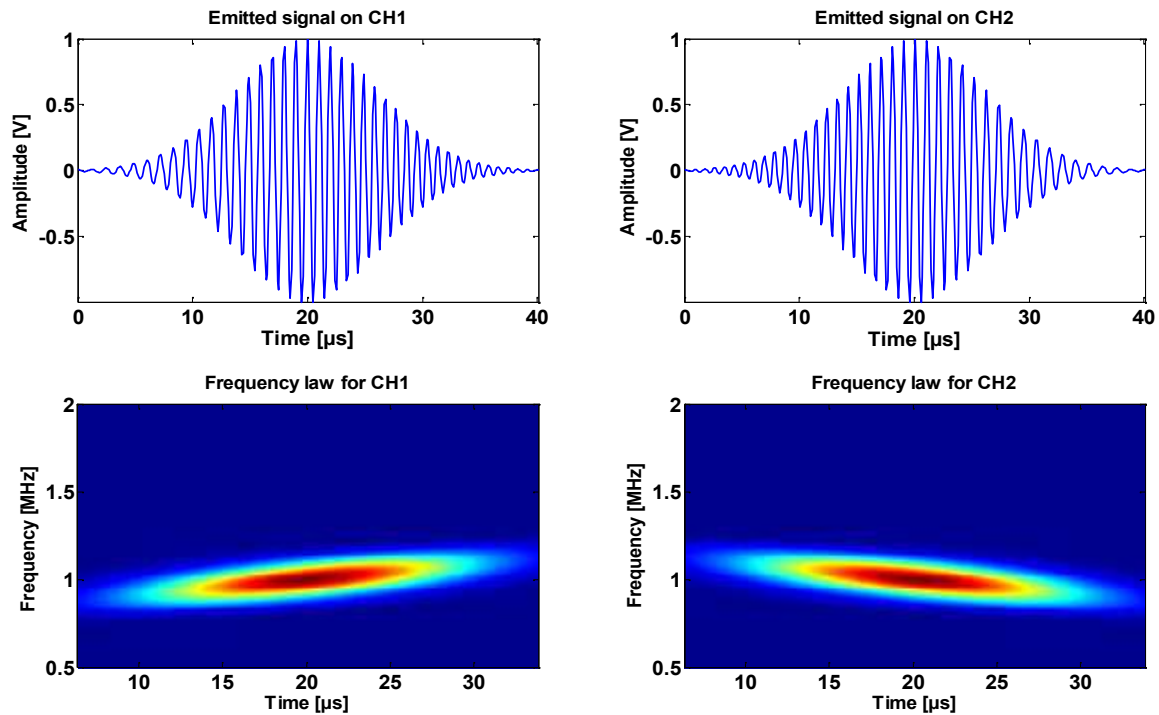 Emitted signal on CH1
Amplitude [V]
1
0.5
0
-0.5
0 10 20 30 40
Time [µs]
Emitted signal on CH2
Amplitude [V]
1
0.5
0
-0.5
0 10 20 30 40
Time [µs]
Frequency law for CH1
Frequency [MHz]
2
1.5
1
0.5
10 15 20 25 30
Time [µs]
Frequency law for CH2
Frequency [MHz]
2
1.5
1
0.5
10 15 20 25 30
Time [µs]